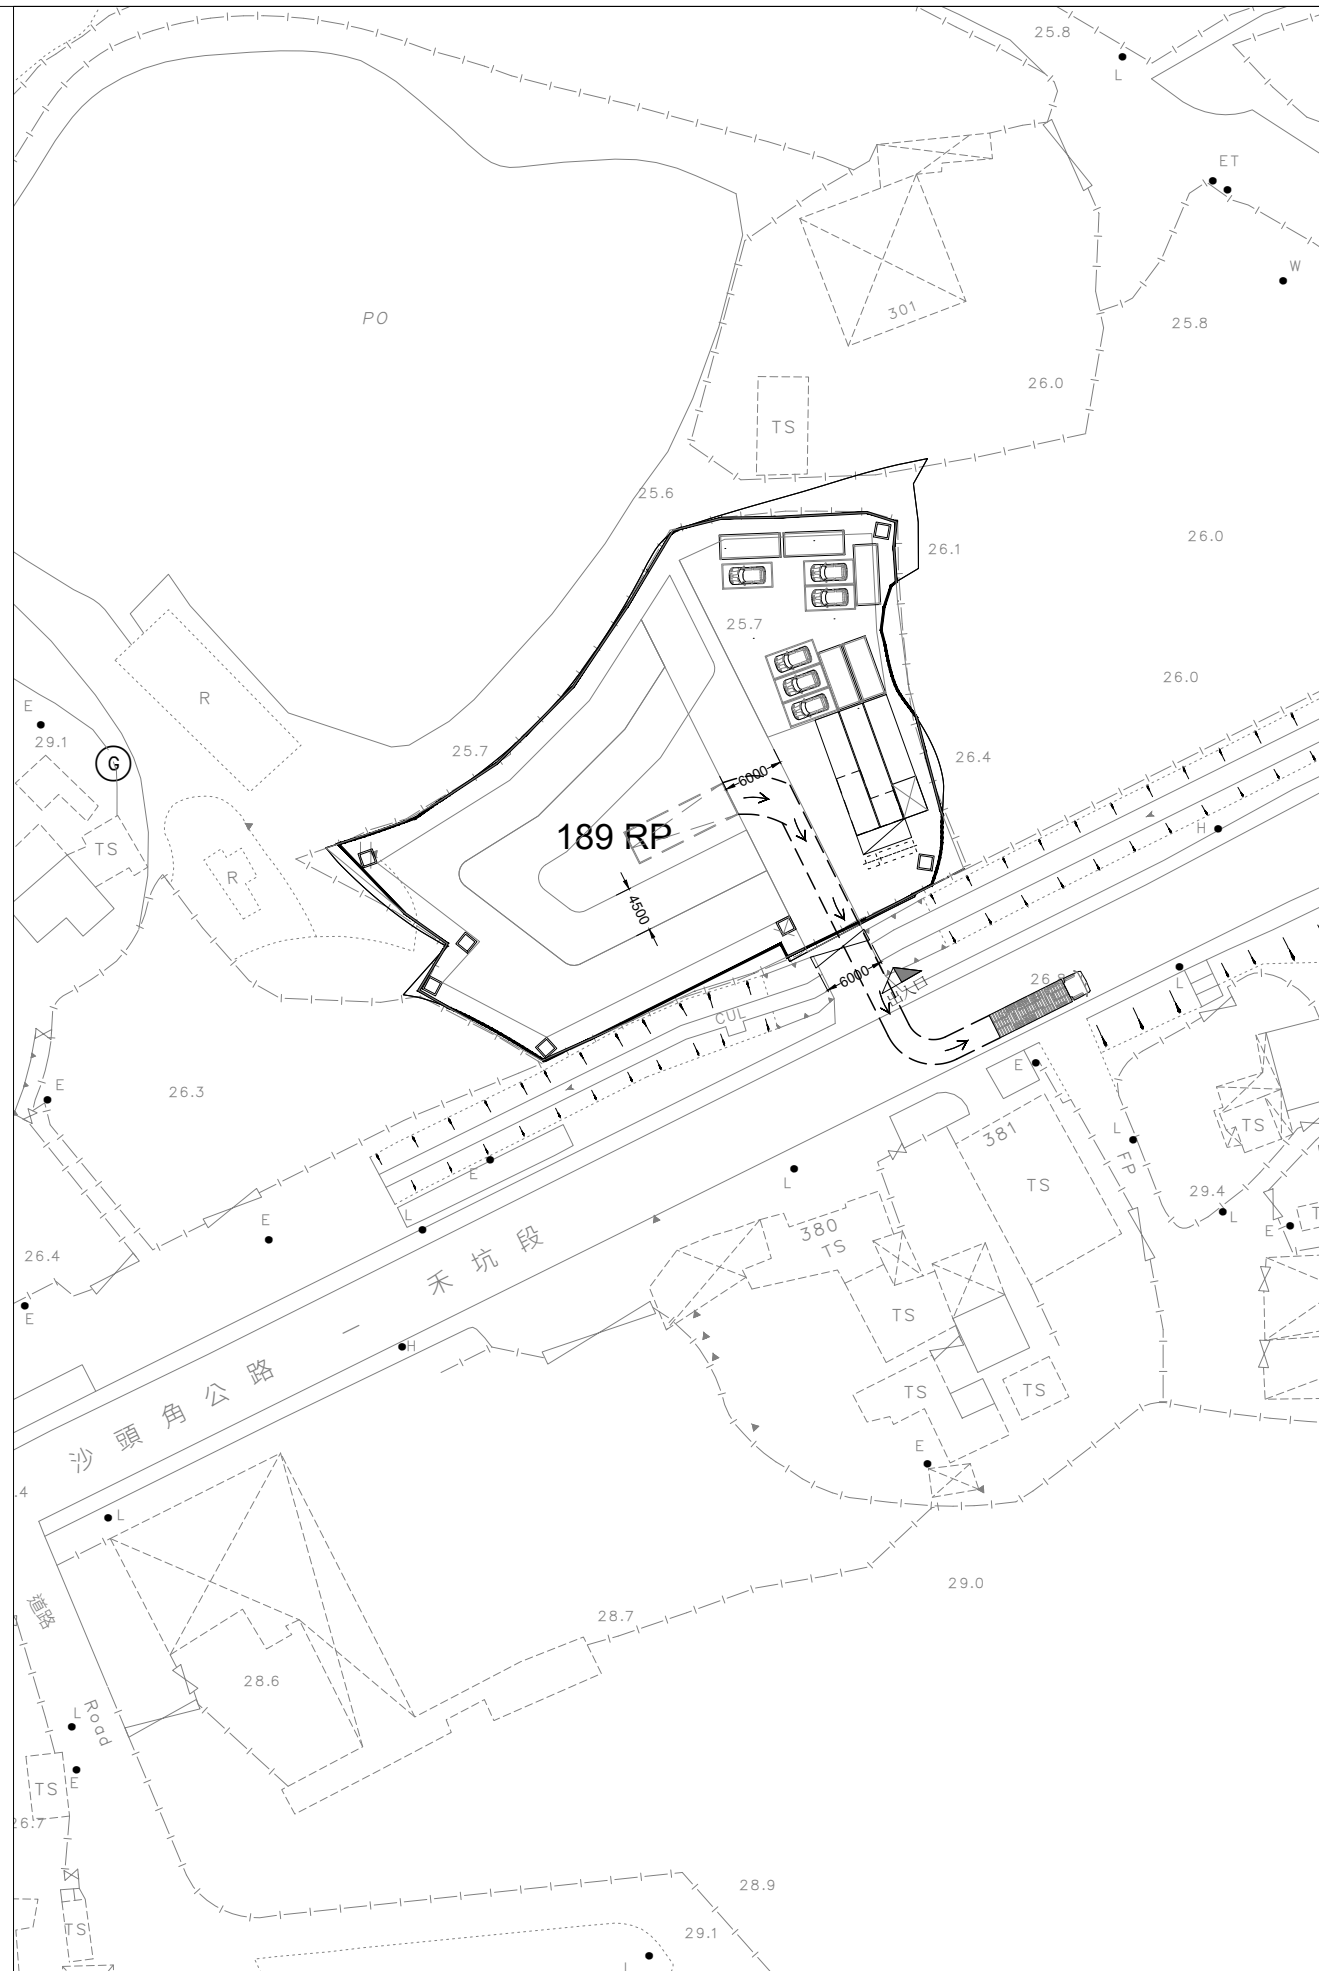 25.8
L
ET
W
25.8
PO
301
26.0
TS
25.6
26.1
26.0
25.7
26.0
R
E
29.1
G
25.7
26.4
6000
H
TS
189 RP
R
4500
6000
出入口
26.8
L
CUL
E
26.3
E
381
L
TS
FP
E
TS
L
29.4
L
E
T
380
TS
E
L
26.4
沙頭角公路 — 禾坑段
E
TS
H
TS
TS
E
.4
L
29.0
道路
28.7
28.6
L
Road
E
TS
26.7
28.9
TS
29.1
L